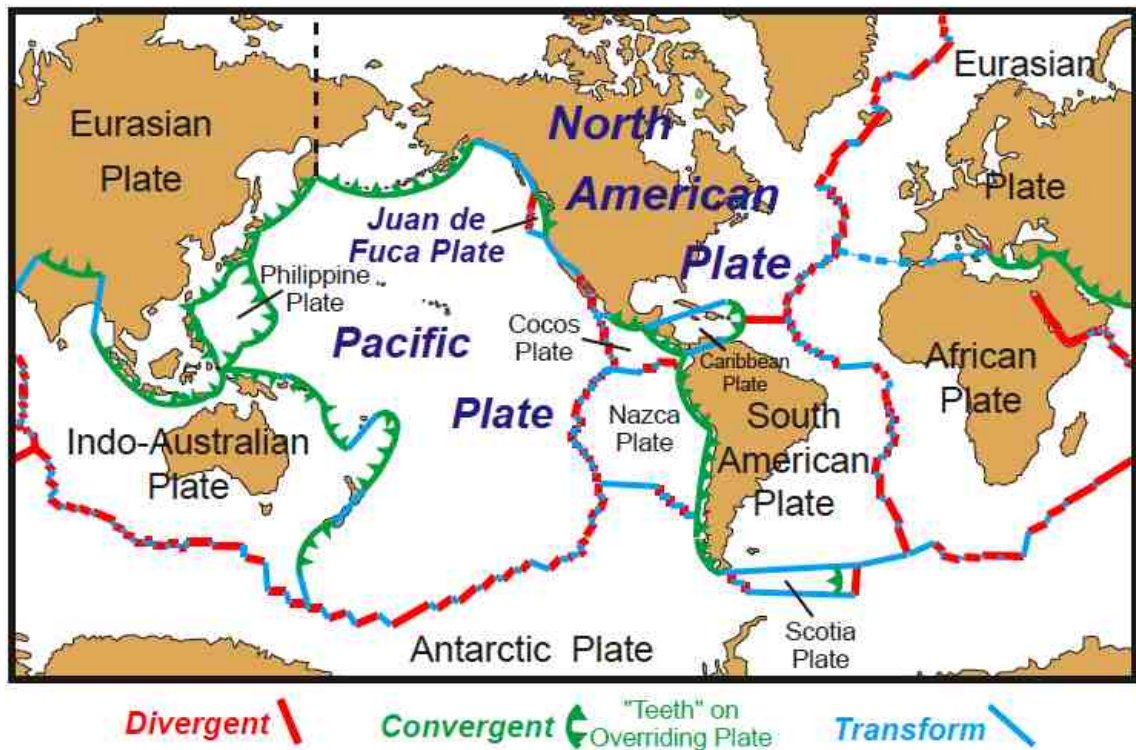 Eurasian
Plate
North
American
Plate
Eurasian
Plate
Juan de
Fuca Plate
Philippine
Plate
Pacific
Plate
Cocos
Plate
Caribbean
Plate
African
Plate
Nazca
Plate
South
American
Plate
Indo-Australian
Plate
Scotia
Plate
Antarctic Plate
Divergent
Convergent
"Teeth" on
Overriding Plate
Transform